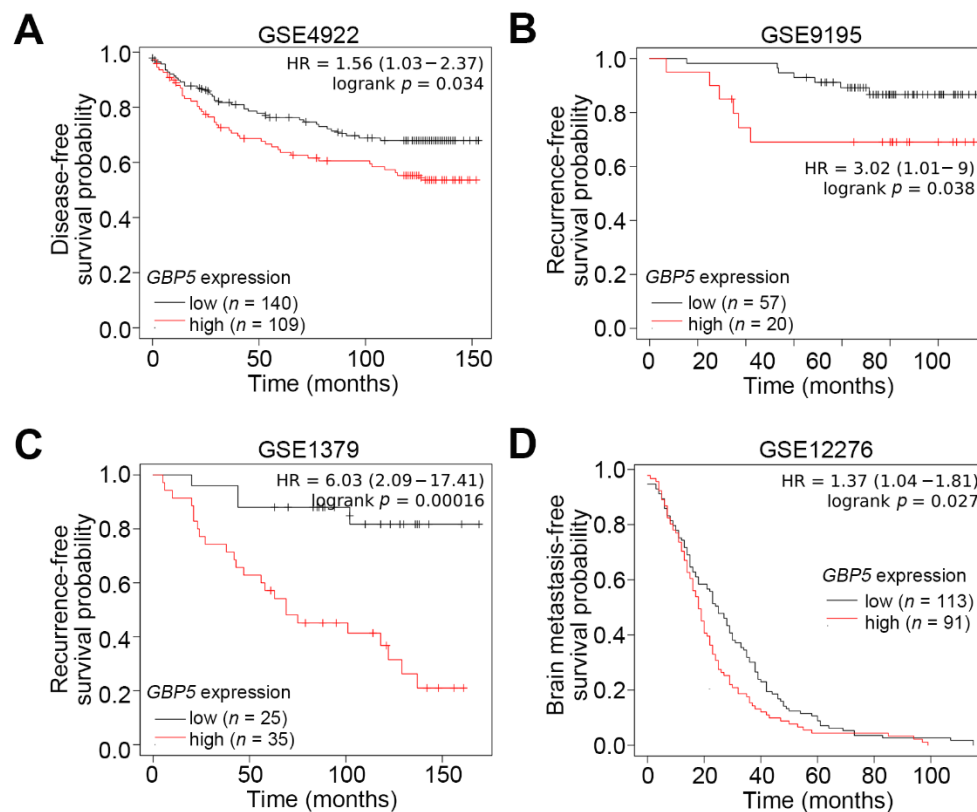 A
GSE4922
HR = 1.56 (1.03−2.37)
logrank p = 0.034
Disease-free
survival probability
1.0
0.8
0.6
0.4
0.2
0.0
GBP5 expression
low (n = 140)
high (n = 109)
0 50 100 150
Time (months)
B
GSE9195
HR = 3.02 (1.01−9)
logrank p = 0.038
Recurrence-free
survival probability
1.0
0.8
0.6
0.4
0.2
0.0
GBP5 expression
low (n = 57)
high (n = 20)
0 20 40 60 80 100
Time (months)
C
GSE1379
HR = 6.03 (2.09−17.41)
logrank p = 0.00016
Recurrence-free
survival probability
1.0
0.8
0.6
0.4
0.2
0.0
GBP5 expression
low (n = 25)
high (n = 35)
0 50 100 150
Time (months)
D
GSE12276
HR = 1.37 (1.04−1.81)
logrank p = 0.027
Brain metastasis-free
survival probability
1.0
0.8
0.6
0.4
0.2
0.0
GBP5 expression
low (n = 113)
high (n = 91)
0 20 40 60 80 100
Time (months)